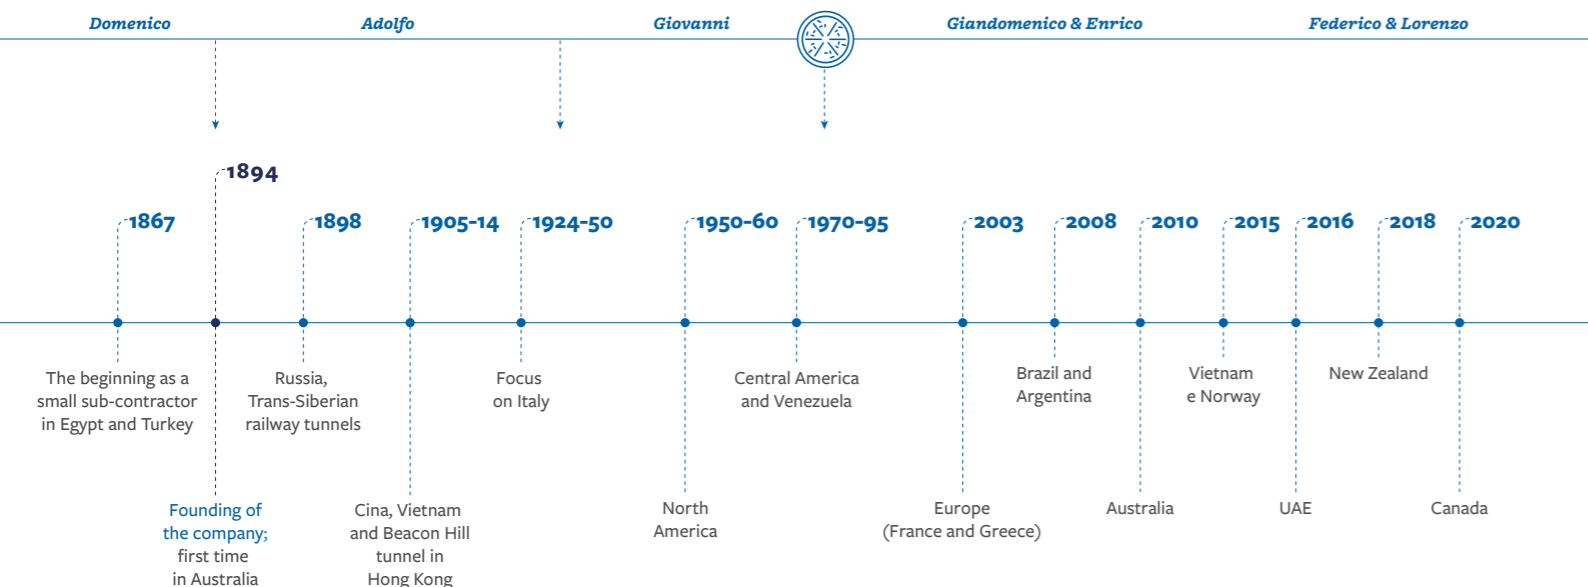 Domenico
Adolfo
Giovanni
Giandomenico & Enrico
Federico & Lorenzo
1894
1867
1898
1905-14
1924-50
1950-60
1970-95
2003
2008
2010
2015
2016
2018
2020
The beginning as a
small sub-contractor
in Egypt and Turkey
Russia,
Trans-Siberian
railway tunnels
Focus
on Italy
Central America
and Venezuela
Brazil and
Argentina
Vietnam
e Norway
New Zealand
Founding of
the company;
first time
in Australia
Cina, Vietnam
and Beacon Hill
tunnel in
Hong Kong
North
America
Europe
(France and Greece)
Australia
UAE
Canada